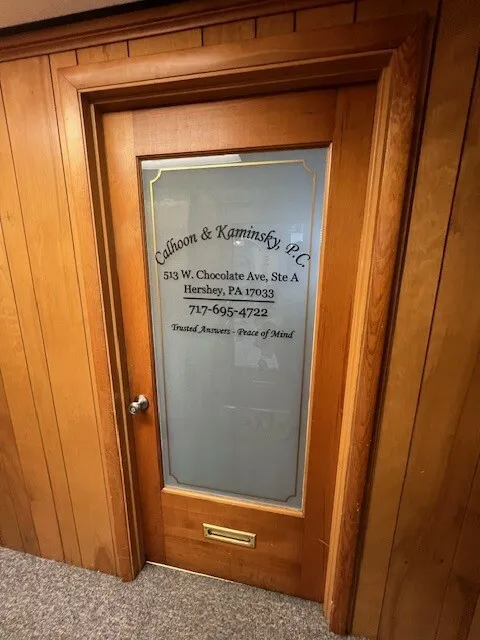 Calhoon & Kaminsky, P.C.
513 W. Chocolate Ave, Ste A
Hershey, PA 17033
717-695-4722
Trusted Answers - Peace of Mind